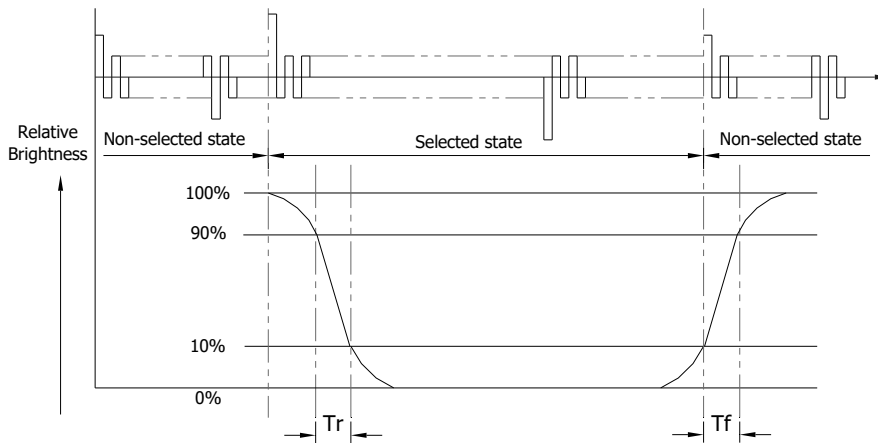 Relative
Brightness
Non-selected state
Selected state
Non-selected state
100%
90%
10%
0%
Tr
Tf